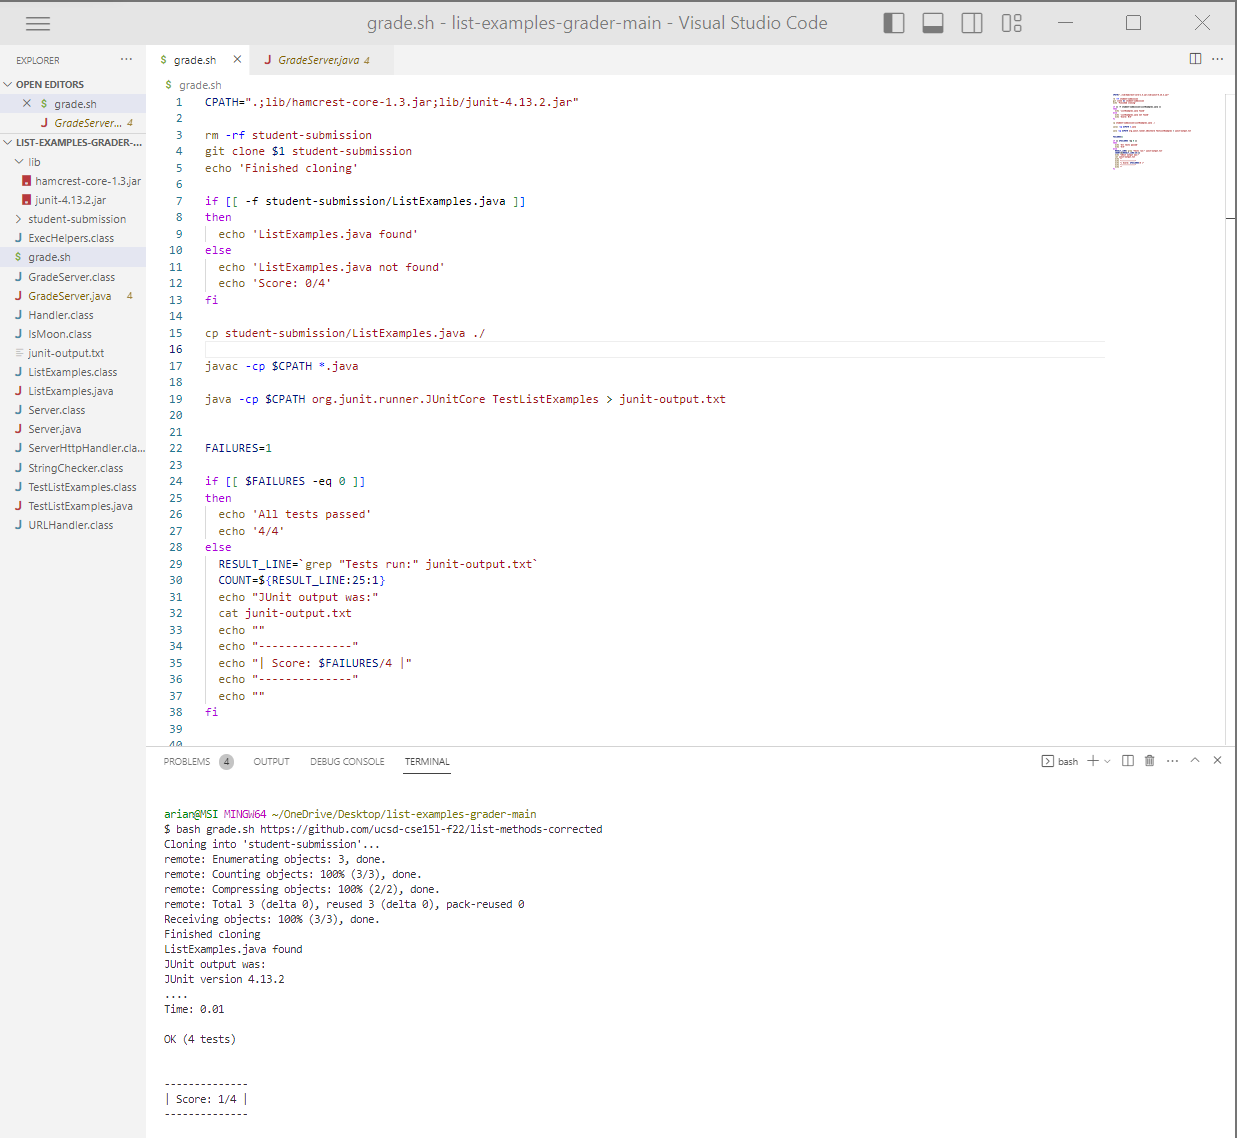 grade.sh - list-examples-grader-main - Visual Studio Code
EXPLORER
OPEN EDITORS
grade.sh
GradeServer... 4
LIST-EXAMPLES-GRADER-...
lib
hamcrest-core-1.3.jar
junit-4.13.2.jar
student-submission
ExecHelpers.class
grade.sh
GradeServer.class
GradeServer.java 4
Handler.class
IsMoon.class
junit-output.txt
ListExamples.class
ListExamples.java
Server.class
Server.java
ServerHttpHandler.cla...
StringChecker.class
TestListExamples.class
TestListExamples.java
URLHandler.class
$ grade.sh
J GradeServer.java 4
$ grade.sh
1 CPATH=".;lib/hamcrest-core-1.3.jar;lib/junit-4.13.2.jar"
2
3 rm -rf student-submission
4 git clone $1 student-submission
5 echo 'Finished cloning'
6
7 if [[ -f student-submission/ListExamples.java ]]
8 then
9 echo 'ListExamples.java found'
10 else
11 echo 'ListExamples.java not found'
12 echo 'Score: 0/4'
13 fi
14
15 cp student-submission/ListExamples.java ./
16
17 javac -cp $CPATH *.java
18
19 java -cp $CPATH org.junit.runner.JUnitCore TestListExamples > junit-output.txt
20
21
22 FAILURES=1
23
24 if [[ $FAILURES -eq 0 ]]
25 then
26 echo 'All tests passed'
27 echo '4/4'
28 else
29 RESULT_LINE=`grep "Tests run:" junit-output.txt`
30 COUNT=${RESULT_LINE:25:1}
31 echo "JUnit output was:"
32 cat junit-output.txt
33 echo ""
34 echo "--------------"
35 echo "| Score: $FAILURES/4 |"
36 echo "--------------"
37 echo ""
38 fi
39
40
PROBLEMS 4 OUTPUT DEBUG CONSOLE TERMINAL
bash
arian@MSI MINGW64 ~/OneDrive/Desktop/list-examples-grader-main
$ bash grade.sh https://github.com/ucsd-cse15l-f22/list-methods-corrected
Cloning into 'student-submission'...
remote: Enumerating objects: 3, done.
remote: Counting objects: 100% (3/3), done.
remote: Compressing objects: 100% (2/2), done.
remote: Total 3 (delta 0), reused 3 (delta 0), pack-reused 0
Receiving objects: 100% (3/3), done.
Finished cloning
ListExamples.java found
JUnit output was:
JUnit version 4.13.2
....
Time: 0.01
OK (4 tests)
--------------
| Score: 1/4 |
--------------